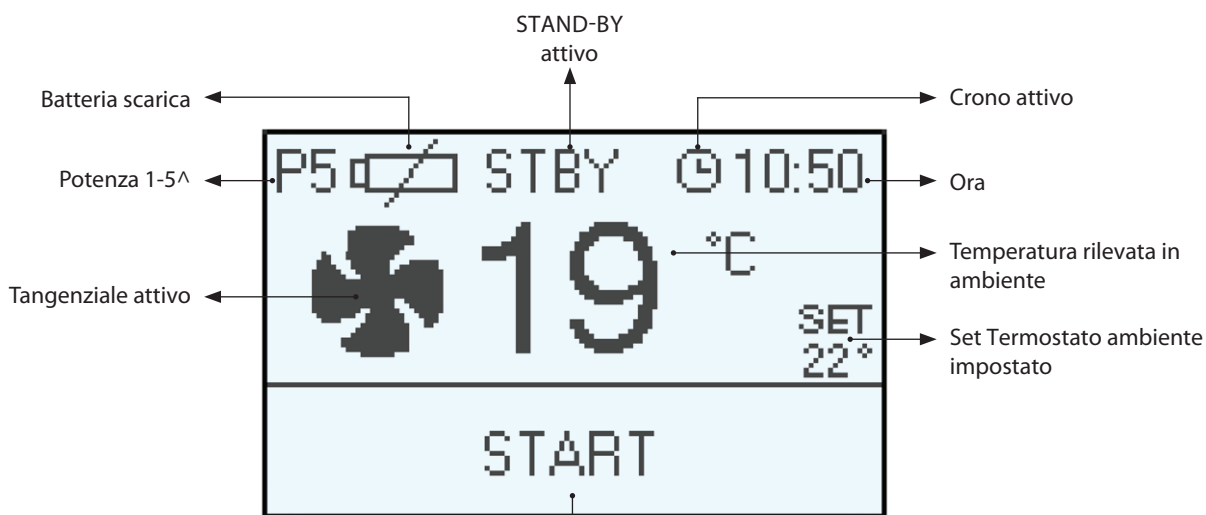 STAND-BY
attivo
Batteria scarica
Crono attivo
P5 STBY 10:50
Potenza 1-5^
Ora
19 °C
Temperatura rilevata in
ambiente
Tangenziale attivo
SET
22°
Set Termostato ambiente
impostato
START